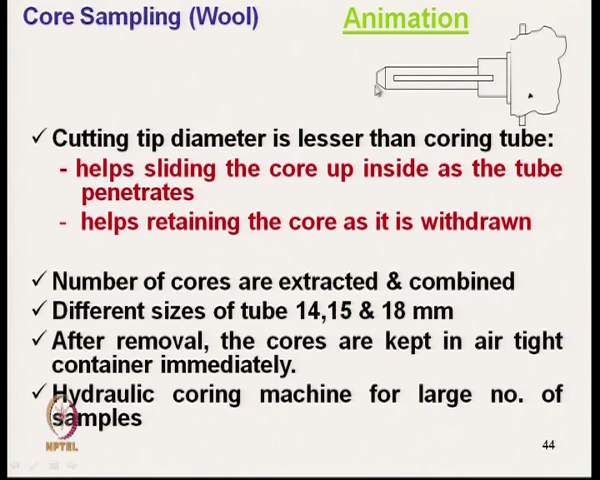 Core Sampling (Wool)
Animation
✓ Cutting tip diameter is lesser than coring tube:
- helps sliding the core up inside as the tube
penetrates
- helps retaining the core as it is withdrawn
✓ Number of cores are extracted & combined
✓ Different sizes of tube 14,15 & 18 mm
✓ After removal, the cores are kept in air tight
container immediately.
✓ Hydraulic coring machine for large no. of
samples
NPTEL
44